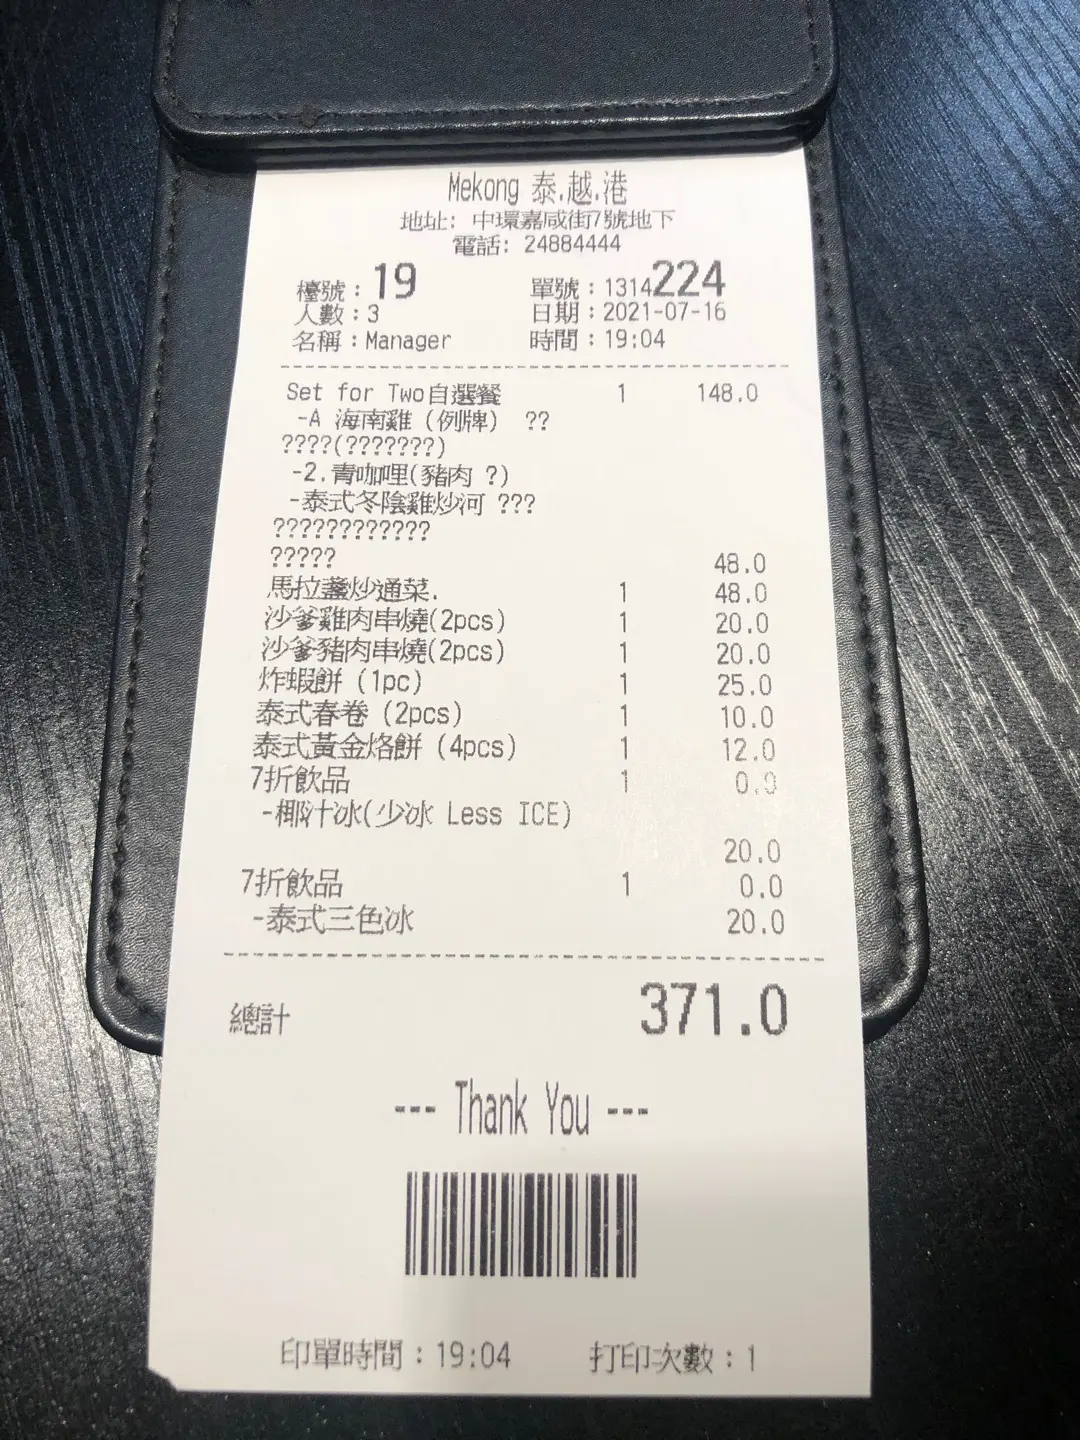 Mekong 泰.越.港
地址: 中環嘉咸街7號地下
電話: 24884444
檯號：19 單號：1314224
人數：3 日期：2021-07-16
名稱：Manager 時間：19:04
Set for Two自選餐 1 148.0
-A 海南雞 (例牌) ??
????(???????)
-2.青咖哩(豬肉 ?)
-泰式冬陰雞炒河 ???
????????????
????? 48.0
馬拉盞炒通菜. 1 48.0
沙爹雞肉串燒(2pcs) 1 20.0
沙爹豬肉串燒(2pcs) 1 20.0
炸蝦餅 (1pc) 1 25.0
泰式春卷 (2pcs) 1 10.0
泰式黃金烙餅 (4pcs) 1 12.0
7折飲品 1 0.0
-椰汁冰(少冰 Less ICE)
20.0
7折飲品 1 0.0
-泰式三色冰 20.0
總計 371.0
--- Thank You ---
印單時間：19:04 打印次數：1